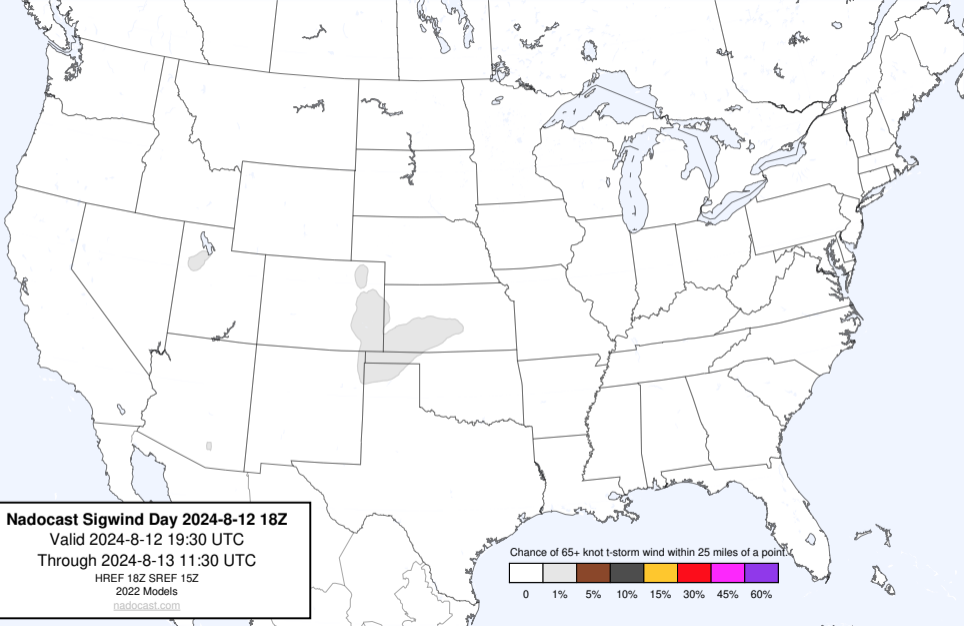 Nadocast Sigwind Day 2024-8-12 18Z
Valid 2024-8-12 19:30 UTC
Through 2024-8-13 11:30 UTC
HREF 18Z SREF 15Z
2022 Models
nadocast.com
Chance of 65+ knot t-storm wind within 25 miles of a point.
0 1% 5% 10% 15% 30% 45% 60%